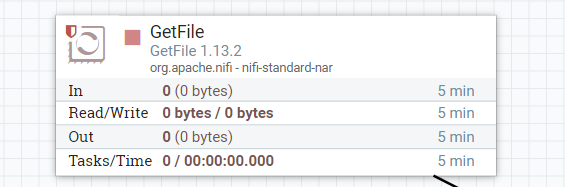 GetFile
GetFile 1.13.2
org.apache.nifi - nifi-standard-nar
In 0 (0 bytes) 5 min
Read/Write 0 bytes / 0 bytes 5 min
Out 0 (0 bytes) 5 min
Tasks/Time 0 / 00:00:00.000 5 min